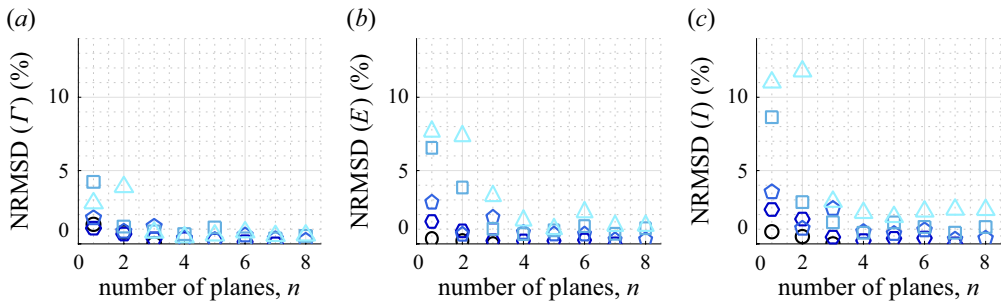 (a)
NRMSD (Γ) (%)
10
5
0
0 2 4 6 8
number of planes, n
(b)
NRMSD (E) (%)
10
5
0
0 2 4 6 8
number of planes, n
(c)
NRMSD (I) (%)
10
5
0
0 2 4 6 8
number of planes, n